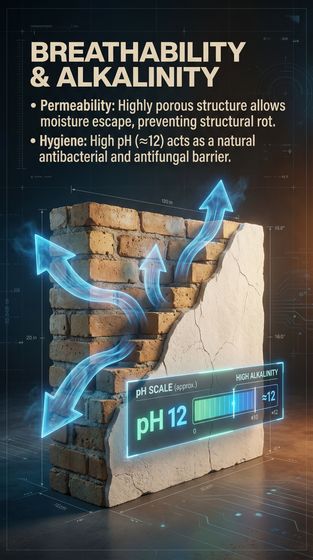 BREATHABILITY
& ALKALINITY
• Permeability: Highly porous structure allows
moisture escape, preventing structural rot.
• Hygiene: High pH (≈12) acts as a natural
antibacterial and antifungal barrier.
pH SCALE (approx.)
HIGH ALKALINITY
pH 12
≈12
0